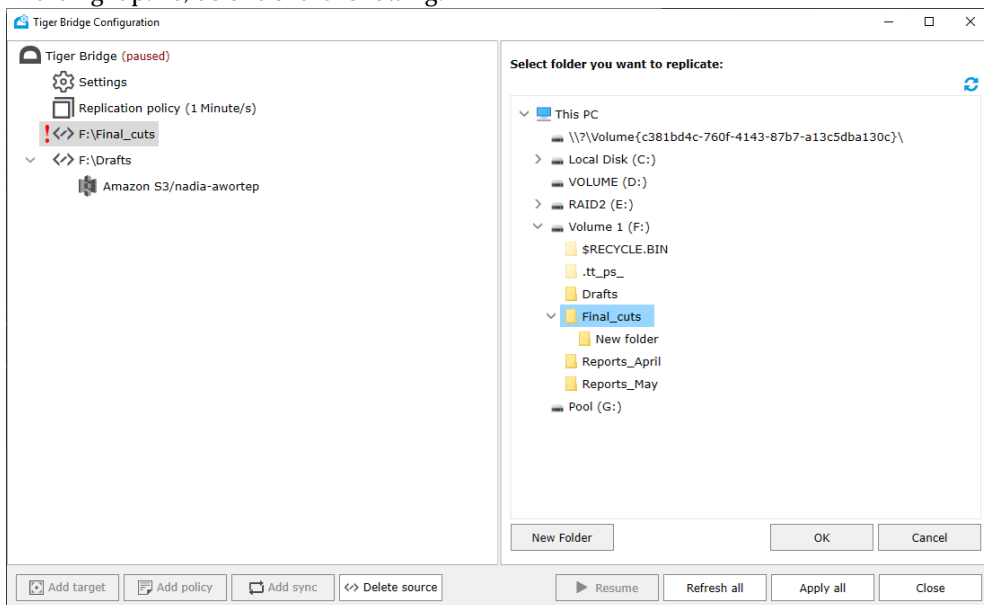 Tiger Bridge Configuration
Tiger Bridge (paused)
Settings
Replication policy (1 Minute/s)
F:\Final_cuts
F:\Drafts
Amazon S3/nadia-awortep
Select folder you want to replicate:
This PC
\\?\Volume{c381bd4c-760f-4143-87b7-a13c5dba130c}\
Local Disk (C:)
VOLUME (D:)
RAID2 (E:)
Volume 1 (F:)
$RECYCLE.BIN
.tt_ps_
Drafts
Final_cuts
New folder
Reports_April
Reports_May
Pool (G:)
New Folder OK Cancel
Add target Add policy Add sync Delete source Resume Refresh all Apply all Close